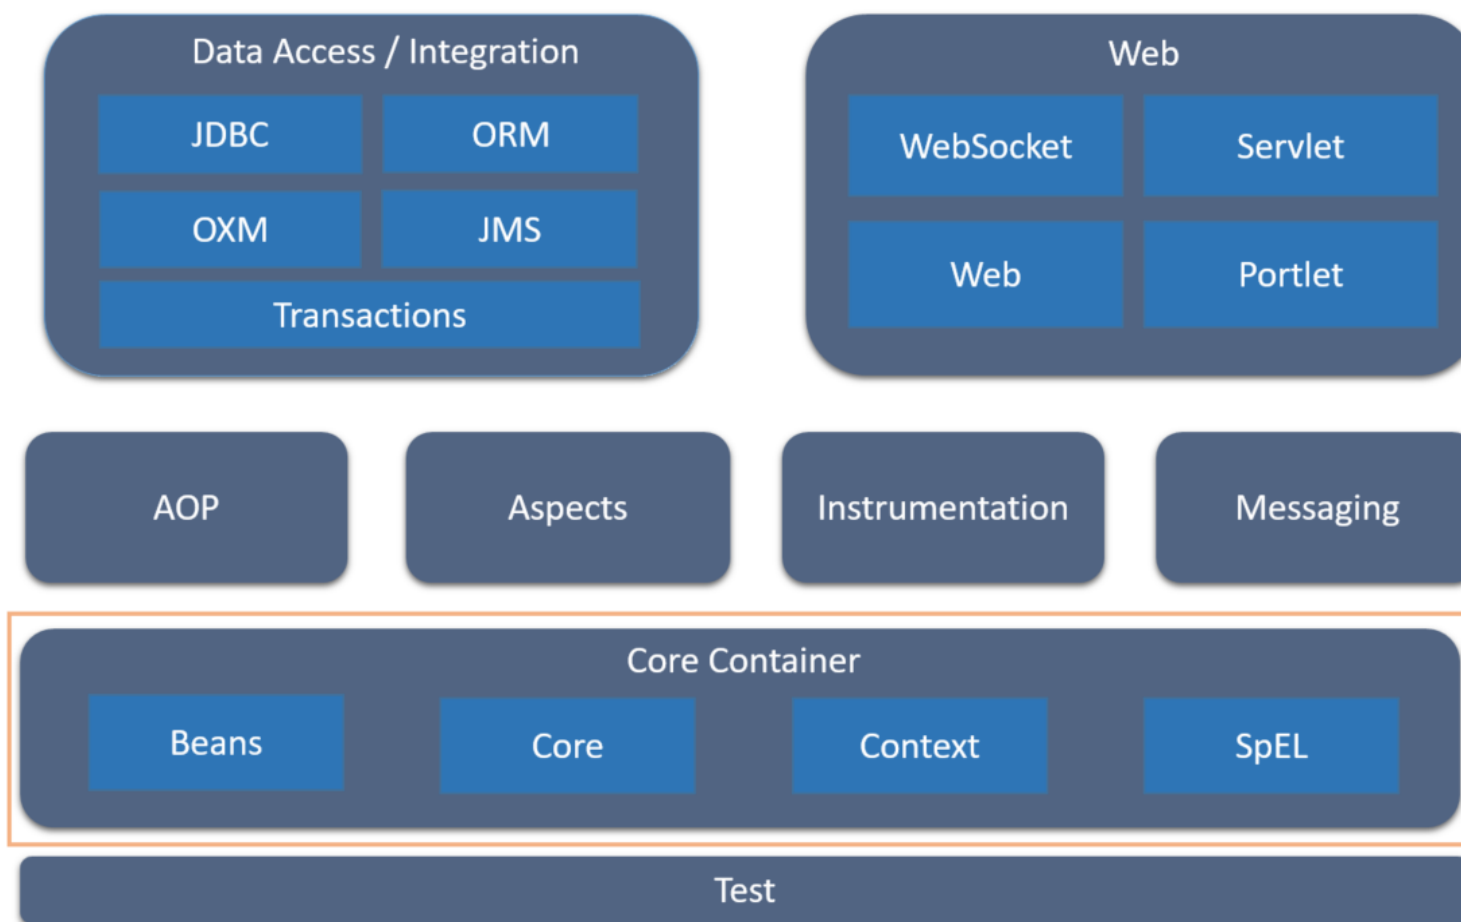 Data Access / Integration
JDBC
ORM
OXM
JMS
Transactions
Web
WebSocket
Servlet
Web
Portlet
AOP
Aspects
Instrumentation
Messaging
Core Container
Beans
Core
Context
SpEL
Test